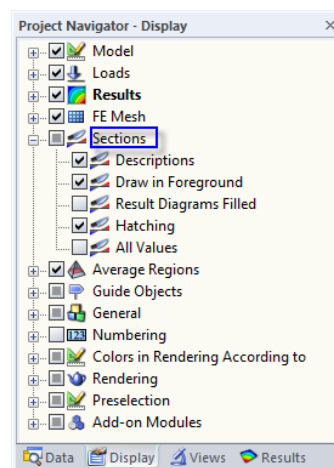 Project Navigator - Display
Model
Loads
Results
FE Mesh
Sections
Descriptions
Draw in Foreground
Result Diagrams Filled
Hatching
All Values
Average Regions
Guide Objects
General
123 Numbering
Colors in Rendering According to
Rendering
Preselection
Add-on Modules
Data Display Views Results